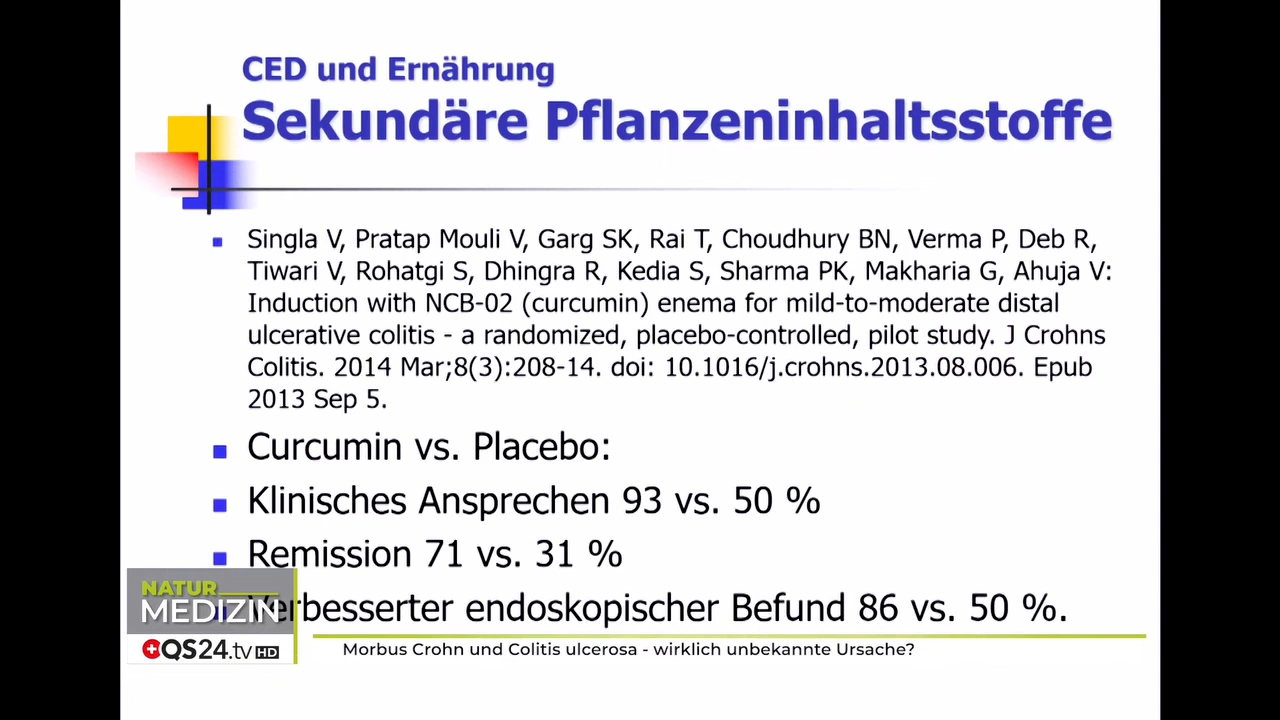 CED und Ernährung
Sekundäre Pflanzeninhaltsstoffe
Singla V, Pratap Mouli V, Garg SK, Rai T, Choudhury BN, Verma P, Deb R,
Tiwari V, Rohatgi S, Dhingra R, Kedia S, Sharma PK, Makharia G, Ahuja V:
Induction with NCB-02 (curcumin) enema for mild-to-moderate distal
ulcerative colitis - a randomized, placebo-controlled, pilot study. J Crohns
Colitis. 2014 Mar;8(3):208-14. doi: 10.1016/j.crohns.2013.08.006. Epub
2013 Sep 5.
Curcumin vs. Placebo:
Klinisches Ansprechen 93 vs. 50 %
Remission 71 vs. 31 %
Verbesserter endoskopischer Befund 86 vs. 50 %.
NATUR
MEDIZIN
QS24.tv HD
Morbus Crohn und Colitis ulcerosa - wirklich unbekannte Ursache?